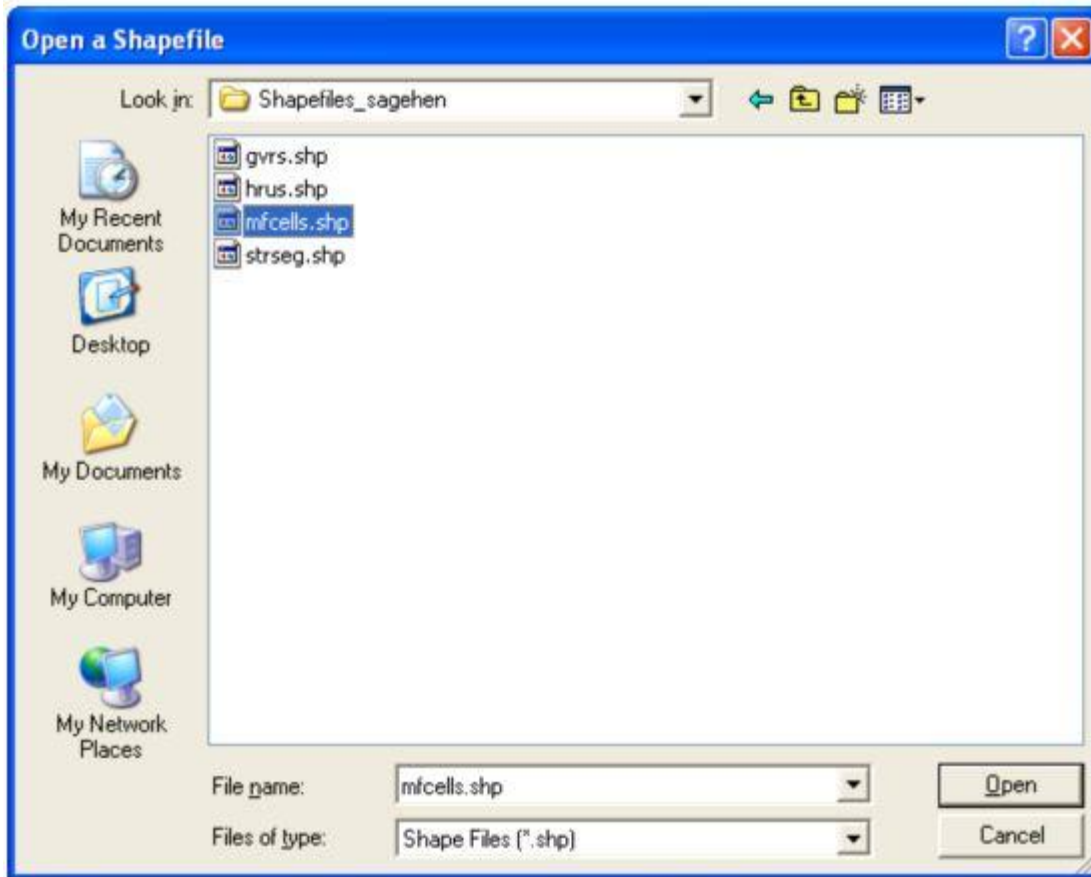 Open a Shapefile
Look in: Shapefiles_sagehen
gvrs.shp
hrus.shp
mfcells.shp
strseg.shp
My Recent
Documents
Desktop
My Documents
My Computer
My Network
Places
File name: mfcells.shp Open
Files of type: Shape Files (*.shp) Cancel